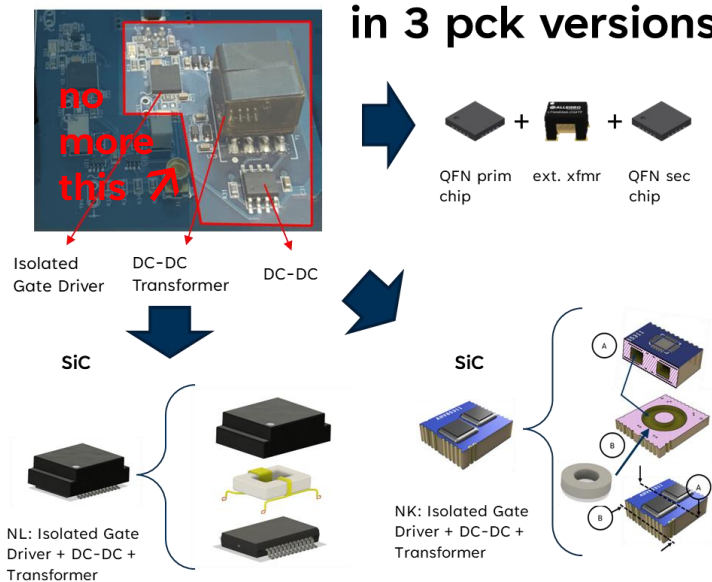 in 3 pck versions
no
more
this
ALLEGRO
QFN prim
chip
+
ext. xfmr
+
QFN sec
chip
Isolated
Gate Driver
DC-DC
Transformer
DC-DC
SiC
NL: Isolated Gate
Driver + DC-DC +
Transformer
SiC
NK: Isolated Gate
Driver + DC-DC +
Transformer
A
B
A
B